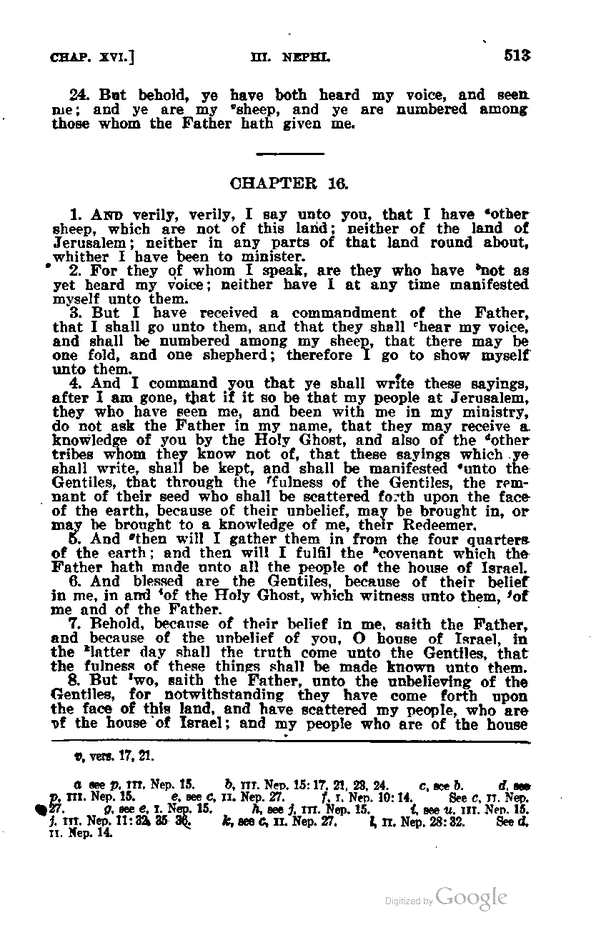 CHAP. XVI.] III. NEPHI. 513
24. But behold, ye have both heard my voice, and seen
me; and ye are my vsheep, and ye are numbered among
those whom the Father hath given me.
CHAPTER 16.
1. AND verily, verily, I say unto you, that I have aother
sheep, which are not of this land; neither of the land of
Jerusalem; neither in any parts of that land round about,
whither I have been to minister.
2. For they of whom I speak, are they who have bnot as
yet heard my voice; neither have I at any time manifested
myself unto them.
3. But I have received a commandment of the Father,
that I shall go unto them, and that they shall chear my voice,
and shall be numbered among my sheep, that there may be
one fold, and one shepherd; therefore I go to show myself
unto them.
4. And I command you that ye shall write these sayings,
after I am gone, that if it so be that my people at Jerusalem,
they who have seen me, and been with me in my ministry,
do not ask the Father in my name, that they may receive a
knowledge of you by the Holy Ghost, and also of the dother
tribes whom they know not of, that these sayings which ye
shall write, shall be kept, and shall be manifested eunto the
Gentiles, that through the ffulness of the Gentiles, the rem-
nant of their seed who shall be scattered forth upon the face
of the earth, because of their unbelief, may be brought in, or
may be brought to a knowledge of me, their Redeemer.
5. And gthen will I gather them in from the four quarters
of the earth; and then will I fulfil the hcovenant which the
Father hath made unto all the people of the house of Israel.
6. And blessed are the Gentiles, because of their belief
in me, in and iof the Holy Ghost, which witness unto them, jof
me and of the Father.
7. Behold, because of their belief in me, saith the Father,
and because of the unbelief of you, O house of Israel, in
the klatter day shall the truth come unto the Gentiles, that
the fulness of these things shall be made known unto them.
8. But lwo, saith the Father, unto the unbelieving of the
Gentiles, for notwithstanding they have come forth upon
the face of this land, and have scattered my people, who are
of the house of Israel; and my people who are of the house
v, vers. 17, 21.
a see p, III. Nep. 15. b, III. Nep. 15:17, 21, 23, 24. c, see b. d, see
p, III. Nep. 15. e, see c, II. Nep. 27. f, I. Nep. 10:14. See c, II. Nep.
27. g, see e, I. Nep. 15. h, see j, III. Nep. 15. i, see u, III. Nep. 15.
j, III. Nep. 11:32, 35 36. k, see c, II. Nep. 27. l, II. Nep. 28:32. See d,
II. Nep. 14.
Digitized by Google